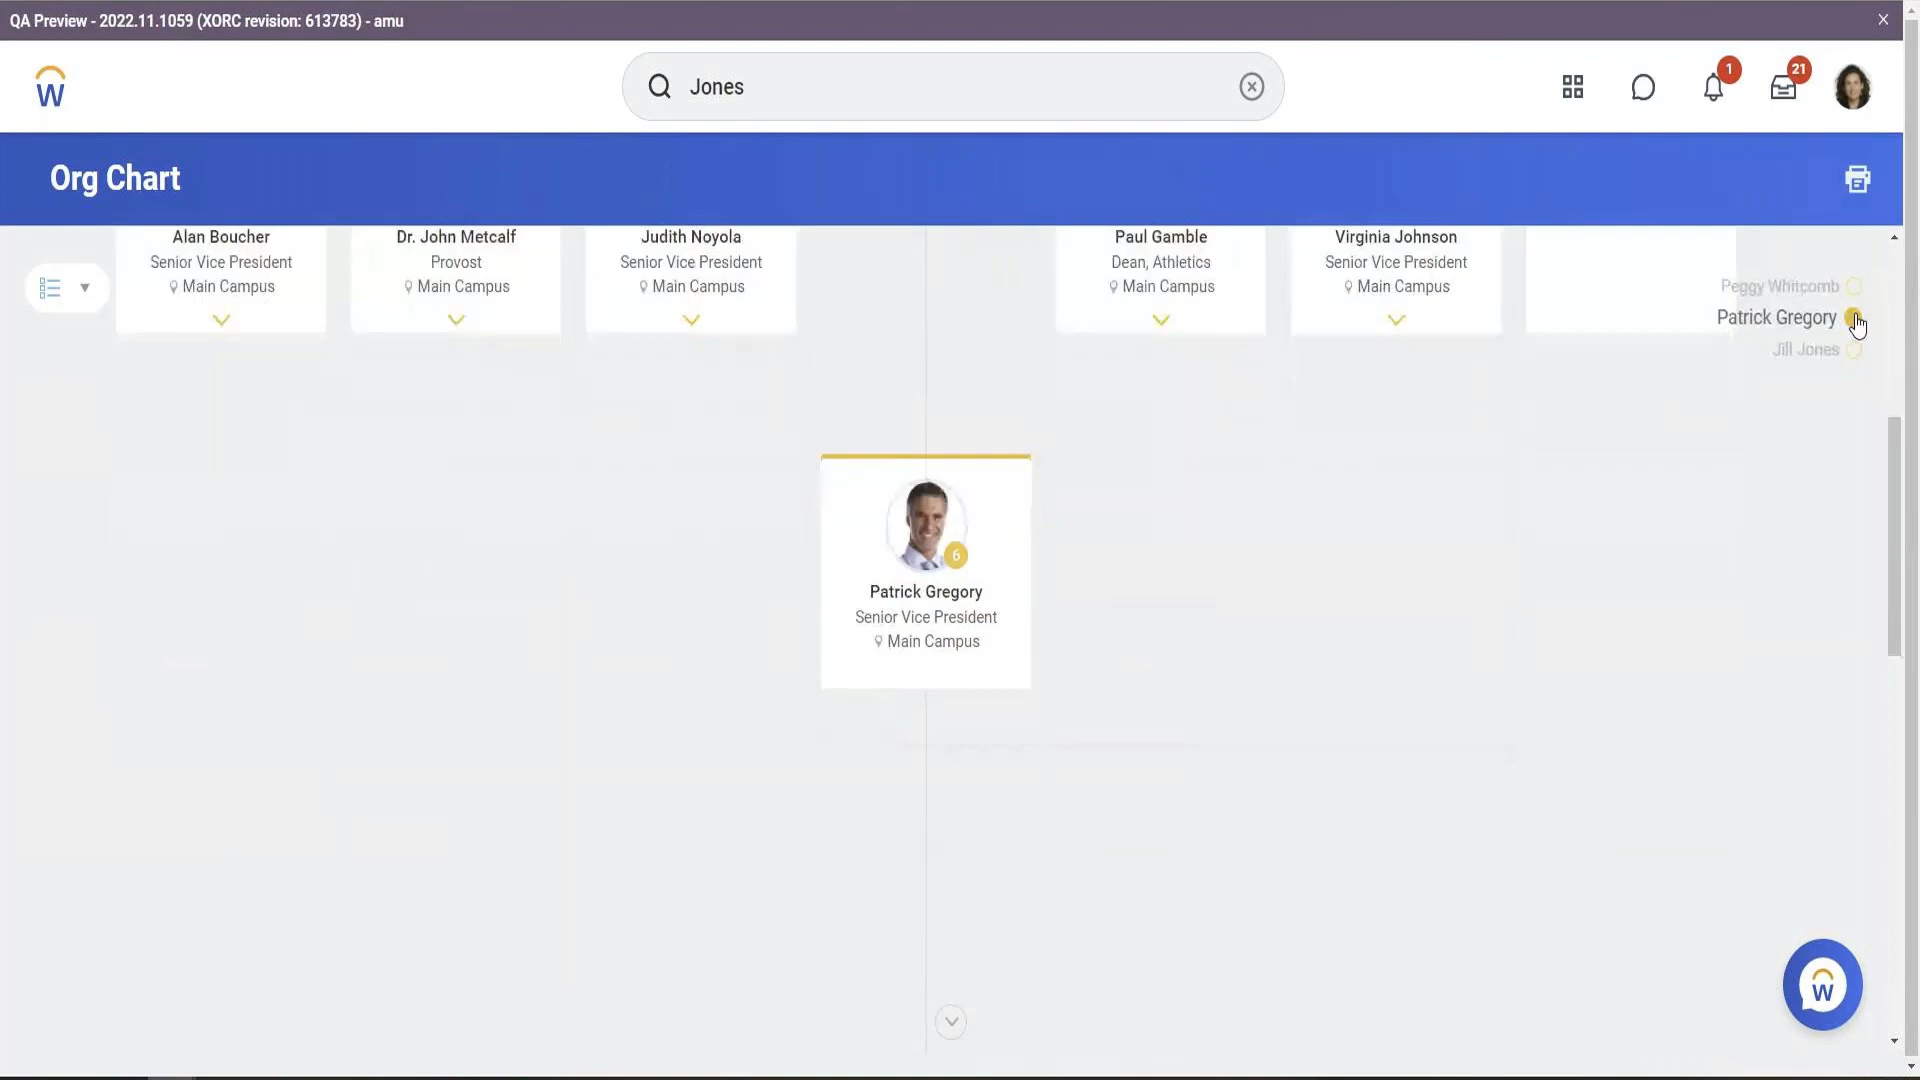 QA Preview - 2022.11.1059 (XORC revision: 613783) - amu
W
Jones
1
21
Org Chart
Alan Boucher
Senior Vice President
Main Campus
Dr. John Metcalf
Provost
Main Campus
Judith Noyola
Senior Vice President
Main Campus
Paul Gamble
Dean, Athletics
Main Campus
Virginia Johnson
Senior Vice President
Main Campus
Peggy Whitcomb
Patrick Gregory
Jill Jones
6
Patrick Gregory
Senior Vice President
Main Campus
W